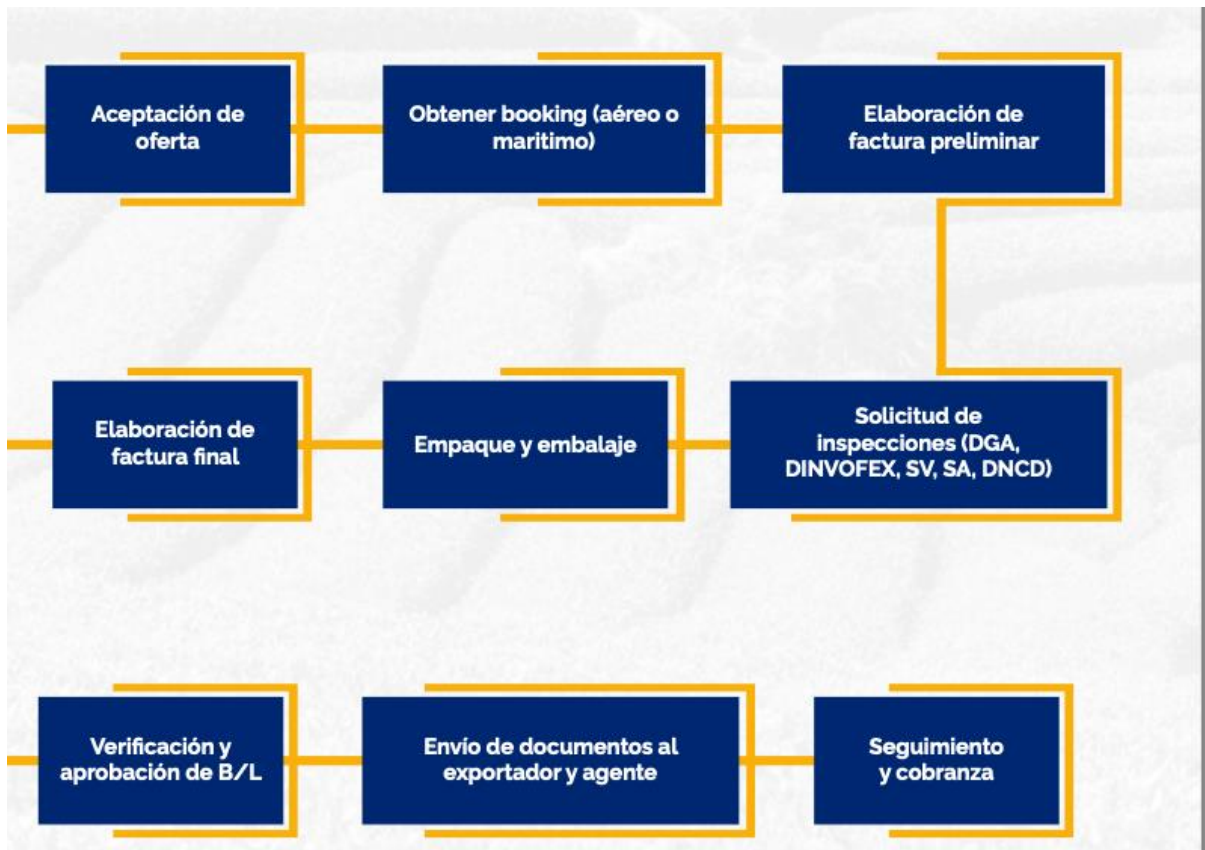 Aceptación de
oferta
Obtener booking (aéreo o
maritimo)
Elaboración de
factura preliminar
Elaboración de
factura final
Empaque y embalaje
Solicitud de
inspecciones (DGA,
DINVOFEX, SV, SA, DNCD)
Verificación y
aprobación de B/L
Envío de documentos al
exportador y agente
Seguimiento
y cobranza